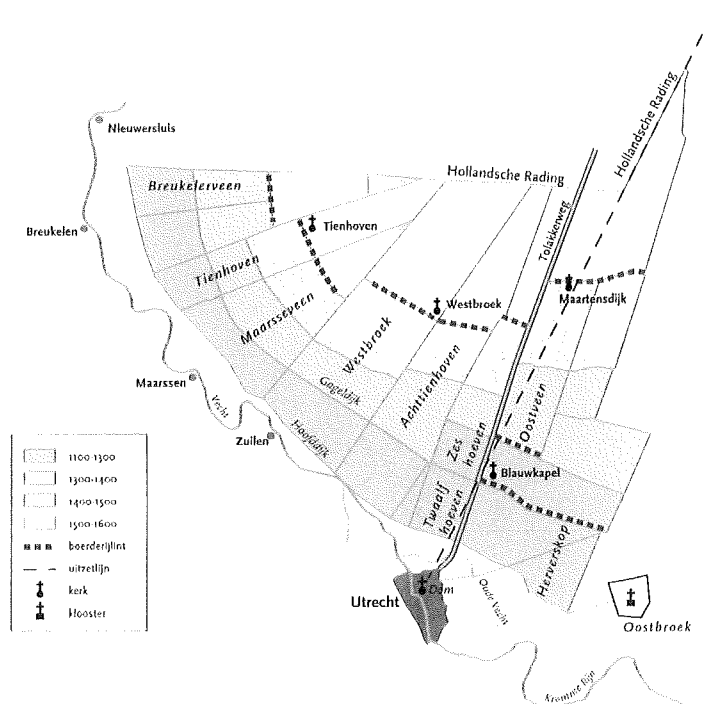 Hollandsche Rading
Nieuwersluis
Breukelerveen
Hollandsche Rading
Breukelen
Tienhoven
Tolakkerweg
Tienhoven
Maartensdijk
Westbroek
Maarsseveen
Westbroek
Maarssen
Gageldijk
Achttienhoven
Vecht
Hoofddijk
Zuilen
Oostveen
Zes
hoeven
Blauwkapel
Twaalf
hoeven
Herverskop
1100-1300
1300-1400
1400-1500
1500-1600
boerderijlint
uitzetlijn
kerk
klooster
Utrecht
Dom
Oude Vecht
Oostbroek
Kromme Rijn